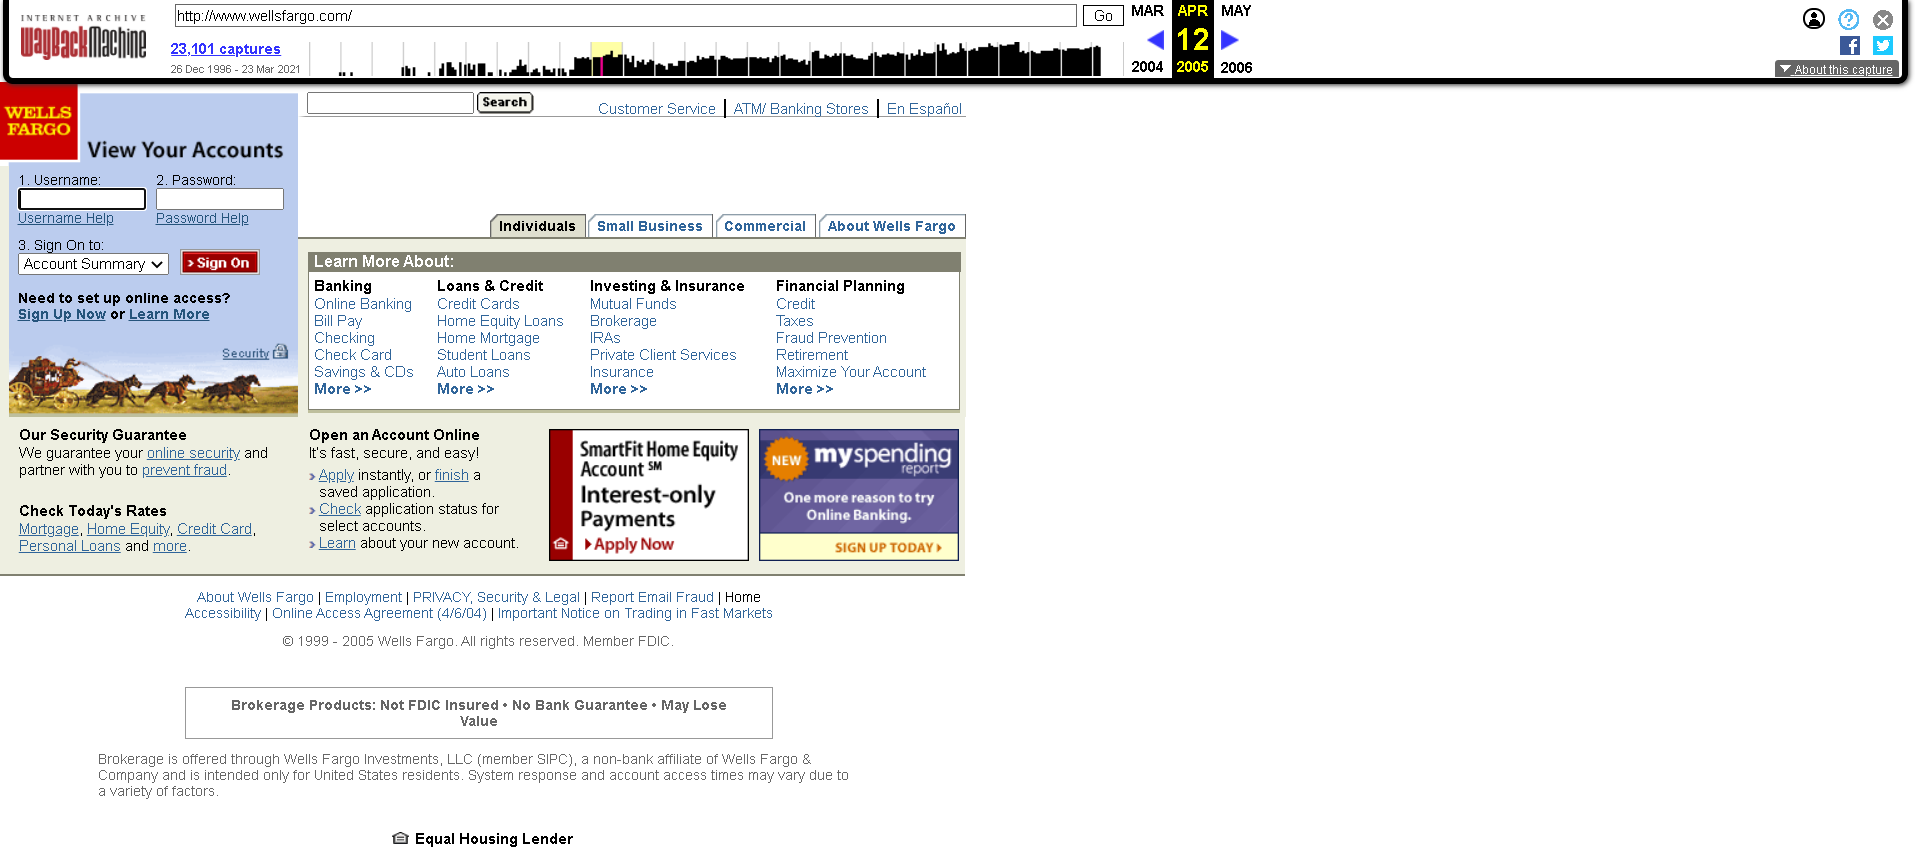 INTERNET ARCHIVE
WayBackMachine
http://www.wellsfargo.com/
Go
23,101 captures
26 Dec 1996 - 23 Mar 2021
MAR APR MAY
12
2004 2005 2006
About this capture
WELLS
FARGO
View Your Accounts
1. Username:
2. Password:
Username Help
Password Help
3. Sign On to:
Account Summary
Sign On
Need to set up online access?
Sign Up Now or Learn More
Security
Search
Customer Service | ATM/ Banking Stores | En Español
Individuals
Small Business
Commercial
About Wells Fargo
Learn More About:
Banking
Online Banking
Bill Pay
Checking
Check Card
Savings & CDs
More >>
Loans & Credit
Credit Cards
Home Equity Loans
Home Mortgage
Student Loans
Auto Loans
More >>
Investing & Insurance
Mutual Funds
Brokerage
IRAs
Private Client Services
Insurance
More >>
Financial Planning
Credit
Taxes
Fraud Prevention
Retirement
Maximize Your Account
More >>
Our Security Guarantee
We guarantee your online security and
partner with you to prevent fraud.
Check Today's Rates
Mortgage, Home Equity, Credit Card,
Personal Loans and more.
Open an Account Online
It's fast, secure, and easy!
Apply instantly, or finish a
saved application.
Check application status for
select accounts.
Learn about your new account.
SmartFit Home Equity
Account SM
Interest-only
Payments
Apply Now
NEW
myspending
report
One more reason to try
Online Banking.
SIGN UP TODAY
About Wells Fargo | Employment | PRIVACY, Security & Legal | Report Email Fraud | Home
Accessibility | Online Access Agreement (4/6/04) | Important Notice on Trading in Fast Markets
© 1999 - 2005 Wells Fargo. All rights reserved. Member FDIC.
Brokerage Products: Not FDIC Insured • No Bank Guarantee • May Lose
Value
Brokerage is offered through Wells Fargo Investments, LLC (member SIPC), a non-bank affiliate of Wells Fargo &
Company and is intended only for United States residents. System response and account access times may vary due to
a variety of factors.
Equal Housing Lender